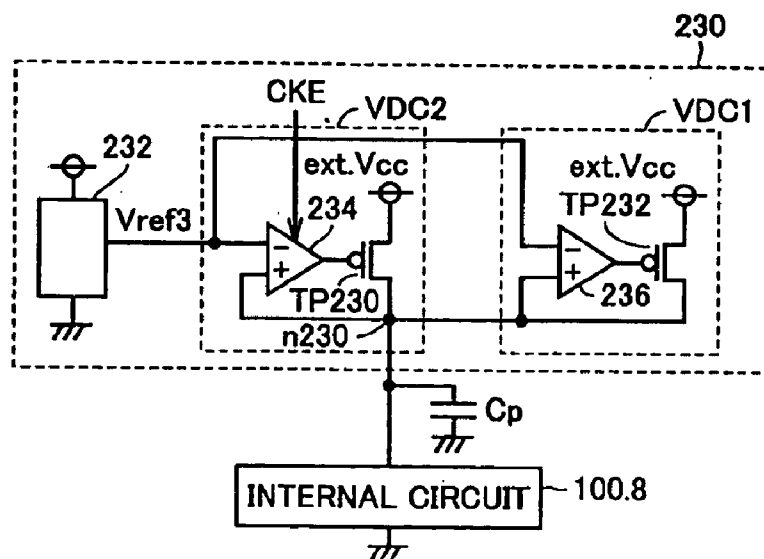 230
CKE
VDC2
VDC1
232
ext.Vcc
ext.Vcc
Vref3
234
TP232
−
+
−
+
TP230
236
n230
Cp
INTERNAL CIRCUIT
100.8